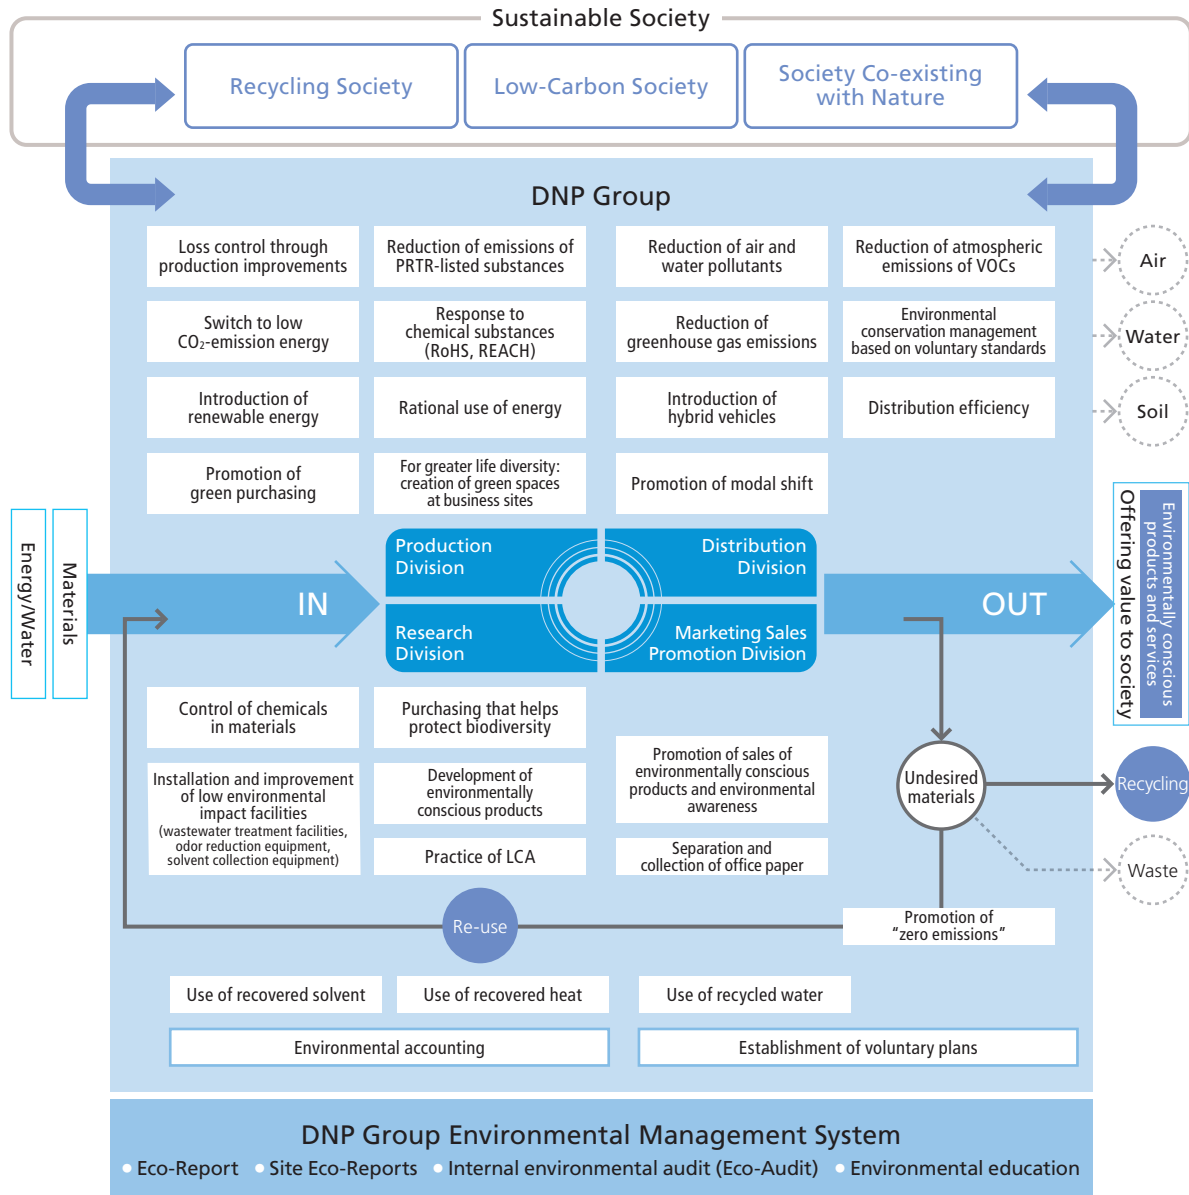 Sustainable Society
Recycling Society
Low-Carbon Society
Society Co-existing
with Nature
DNP Group
Loss control through
production improvements
Reduction of emissions of
PRTR-listed substances
Reduction of air and
water pollutants
Reduction of atmospheric
emissions of VOCs
Air
Switch to low
CO₂-emission energy
Response to
chemical substances
(RoHS, REACH)
Reduction of
greenhouse gas emissions
Environmental
conservation management
based on voluntary standards
Water
Introduction of
renewable energy
Rational use of energy
Introduction of
hybrid vehicles
Distribution efficiency
Soil
Promotion of
green purchasing
For greater life diversity:
creation of green spaces
at business sites
Promotion of modal shift
Energy/Water
Materials
IN
Production
Division
Distribution
Division
Research
Division
Marketing Sales
Promotion Division
OUT
Environmentally conscious
products and services
Offering value to society
Control of chemicals
in materials
Purchasing that helps
protect biodiversity
Installation and improvement
of low environmental
impact facilities
(wastewater treatment facilities,
odor reduction equipment,
solvent collection equipment)
Development of
environmentally
conscious products
Promotion of sales of
environmentally conscious
products and environmental
awareness
Undesired
materials
Recycling
Practice of LCA
Separation and
collection of office paper
Waste
Re-use
Promotion of
“zero emissions”
Use of recovered solvent
Use of recovered heat
Use of recycled water
Environmental accounting
Establishment of voluntary plans
DNP Group Environmental Management System
● Eco-Report ● Site Eco-Reports ● Internal environmental audit (Eco-Audit) ● Environmental education